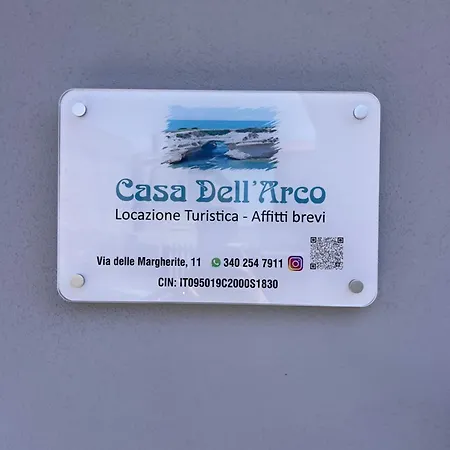 Casa Dell'Arco
Locazione Turistica - Affitti brevi
Via delle Margherite, 11 340 254 7911
CIN: IT095019C2000S1830